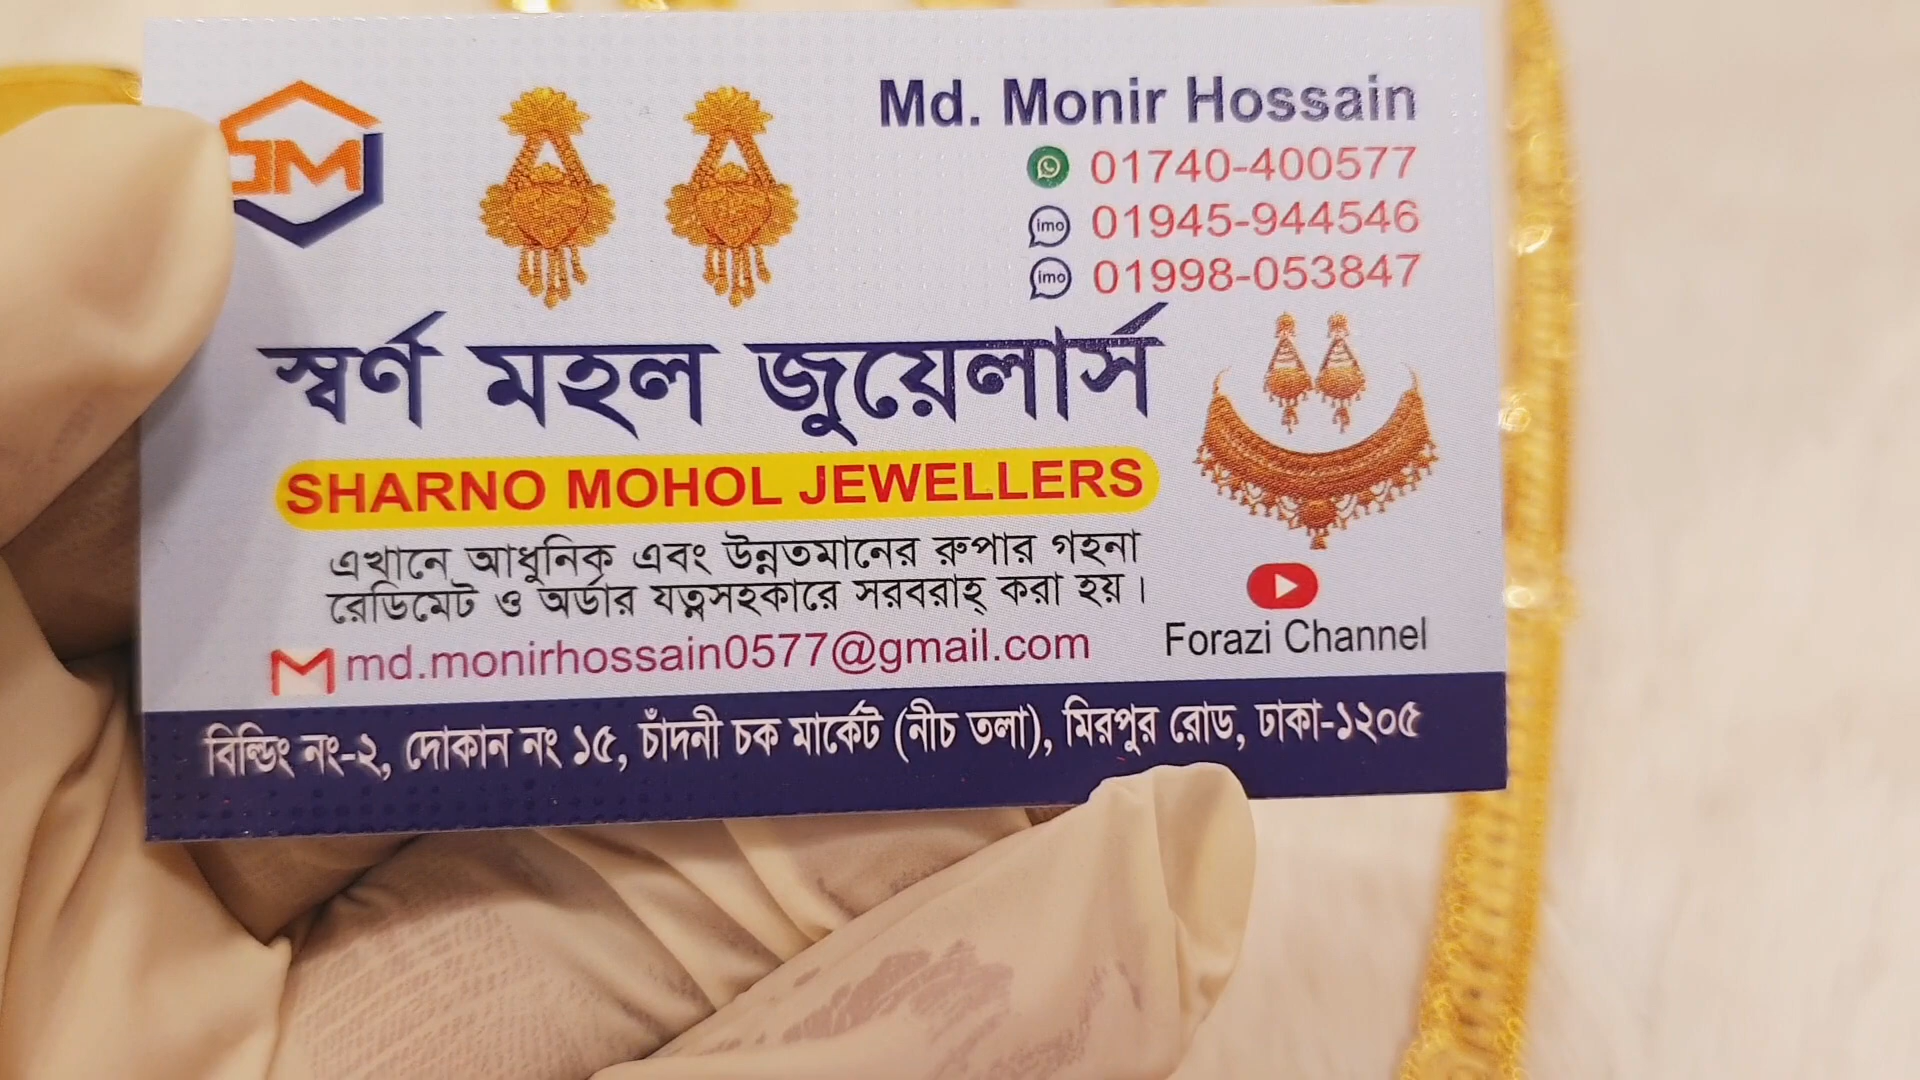 JM
Md. Monir Hossain
01740-400577
imo 01945-944546
imo 01998-053847
স্বর্ণ মহল জুয়েলার্স
SHARNO MOHOL JEWELLERS
এখানে আধুনিক এবং উন্নতমানের রুপার গহনা
রেডিমেট ও অর্ডার যত্নসহকারে সরবরাহ্ করা হয়।
md.monirhossain0577@gmail.com
Forazi Channel
বিল্ডিং নং-২, দোকান নং ১৫, চাঁদনী চক মার্কেট (নীচ তলা), মিরপুর রোড, ঢাকা-১২০৫